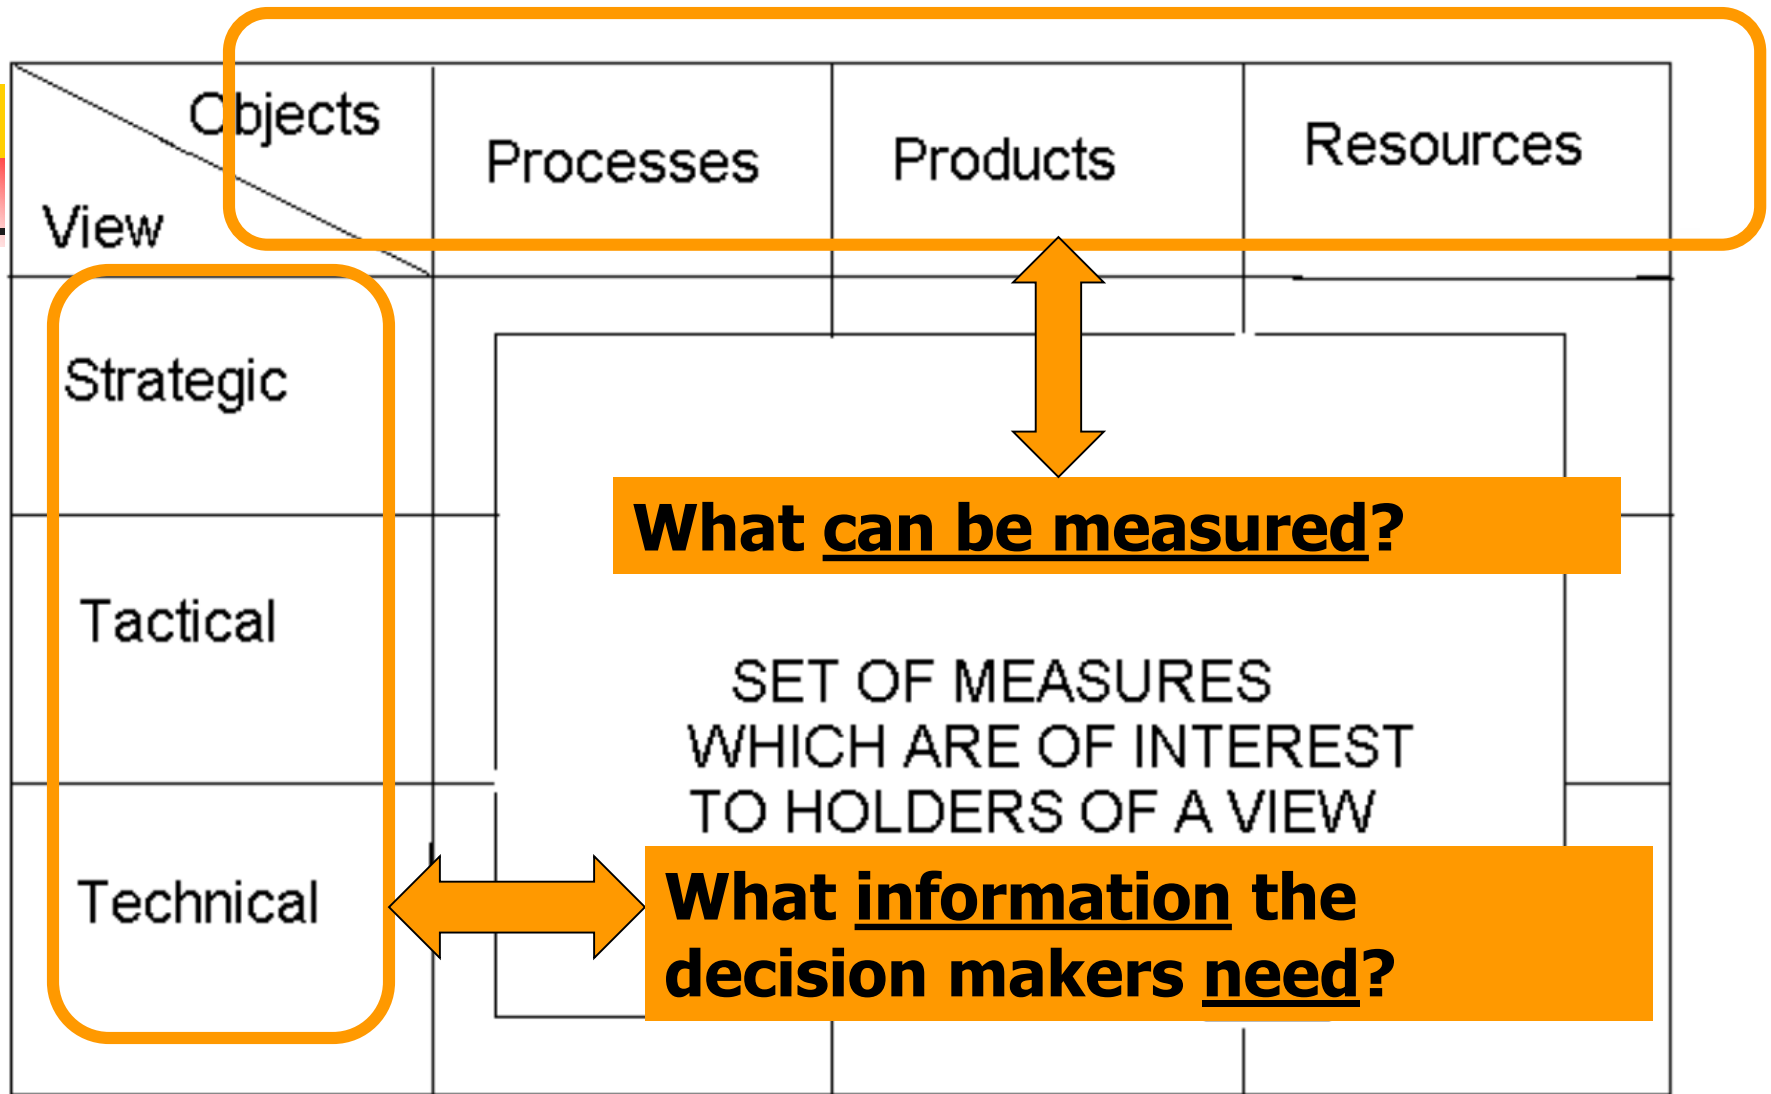 Objects
View
Processes
Products
Resources
Strategic
What can be measured?
Tactical
SET OF MEASURES
WHICH ARE OF INTEREST
TO HOLDERS OF A VIEW
Technical
What information the
decision makers need?